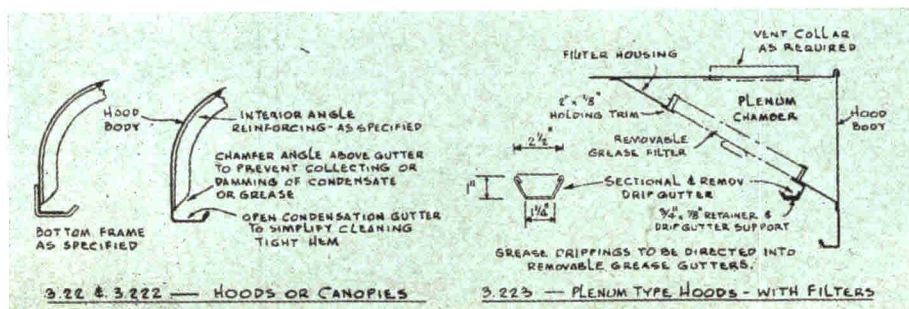 HOOD
BODY
INTERIOR ANGLE
REINFORCING - AS SPECIFIED
CHAMFER ANGLE ABOVE GUTTER
TO PREVENT COLLECTING OR
DAMMING OF CONDENSATE
OR GREASE
OPEN CONDENSATION GUTTER
TO SIMPLIFY CLEANING
TIGHT HEM
BOTTOM FRAME
AS SPECIFIED
3.22 & 3.222 — HOODS OR CANOPIES
VENT COLLAR
AS REQUIRED
FILTER HOUSING
PLENUM
CHAMBER
HOOD
BODY
2" x 1/8"
HOLDING TRIM
REMOVABLE
GREASE FILTER
2 1/2"
1"
1 1/4"
SECTIONAL & REMOV
DRIP GUTTER
3/4" x 1/8" RETAINER &
DRIP GUTTER SUPPORT
GREASE DRIPPINGS TO BE DIRECTED INTO
REMOVABLE GREASE GUTTERS.
3.223 — PLENUM TYPE HOODS - WITH FILTERS